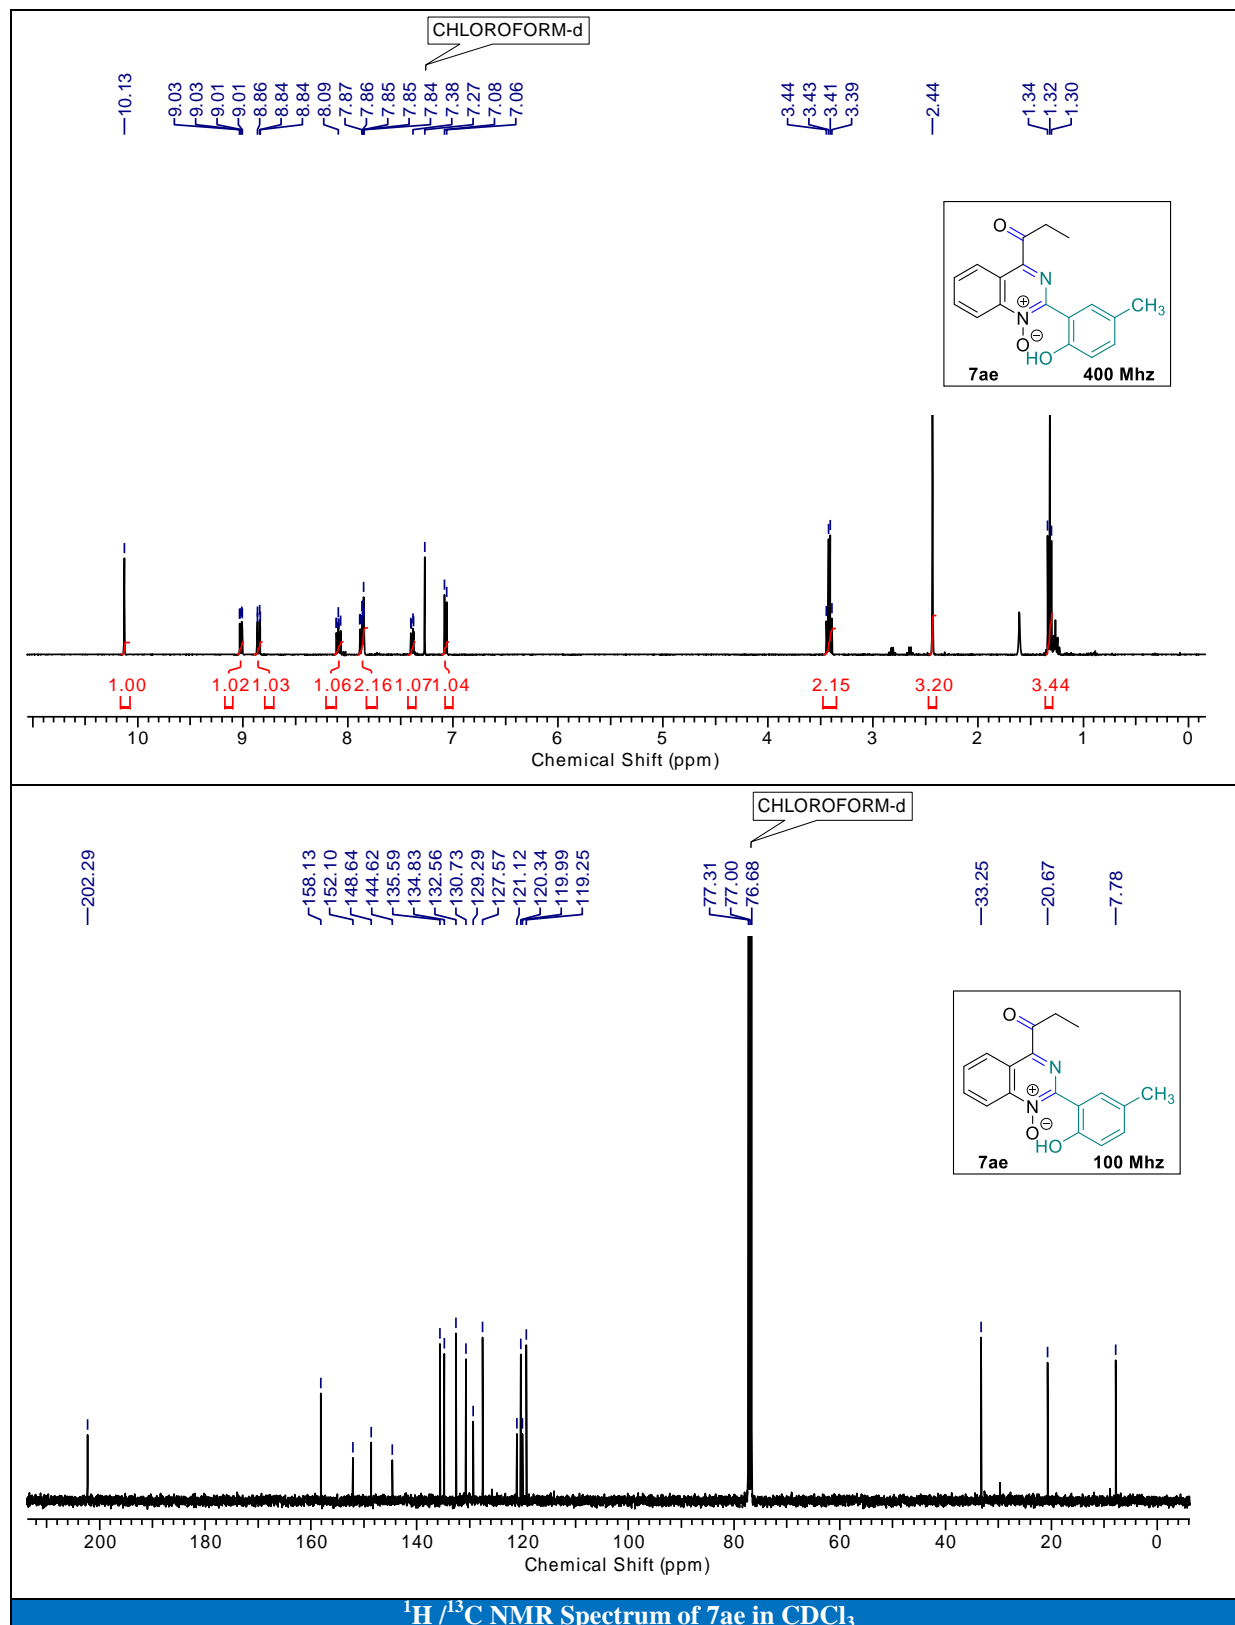 CHLOROFORM-d
10.13
9.03
9.03
9.01
9.01
8.86
8.84
8.84
8.09
7.87
7.86
7.85
7.85
7.84
7.38
7.27
7.08
7.06
3.44
3.43
3.41
3.39
2.44
1.34
1.32
1.30
O
N
CH3
N
⊕
O
⊖
HO
7ae 400 Mhz
1.00 1.02 1.03 1.06 2.16 1.07 1.04 2.15 3.20 3.44
10 9 8 7 6 5 4 3 2 1 0
Chemical Shift (ppm)
CHLOROFORM-d
202.29
158.13
152.10
148.64
144.62
135.59
134.83
132.56
130.73
129.29
127.57
121.12
120.34
119.99
119.25
77.31
77.00
76.68
33.25
20.67
7.78
O
N
CH3
N
⊕
O
⊖
HO
7ae 100 Mhz
200 180 160 140 120 100 80 60 40 20 0
Chemical Shift (ppm)
1H /13C NMR Spectrum of 7ae in CDCl3